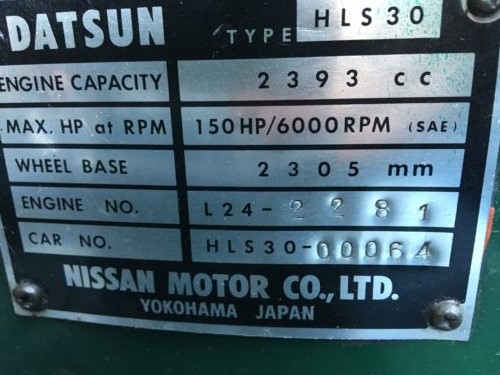 DATSUN TYPE HLS30
ENGINE CAPACITY 2393 cc
MAX. HP at RPM 150HP/6000RPM (SAE)
WHEEL BASE 2305 mm
ENGINE NO. L24-2281
CAR NO. HLS30-00064
NISSAN MOTOR CO., LTD.
YOKOHAMA JAPAN